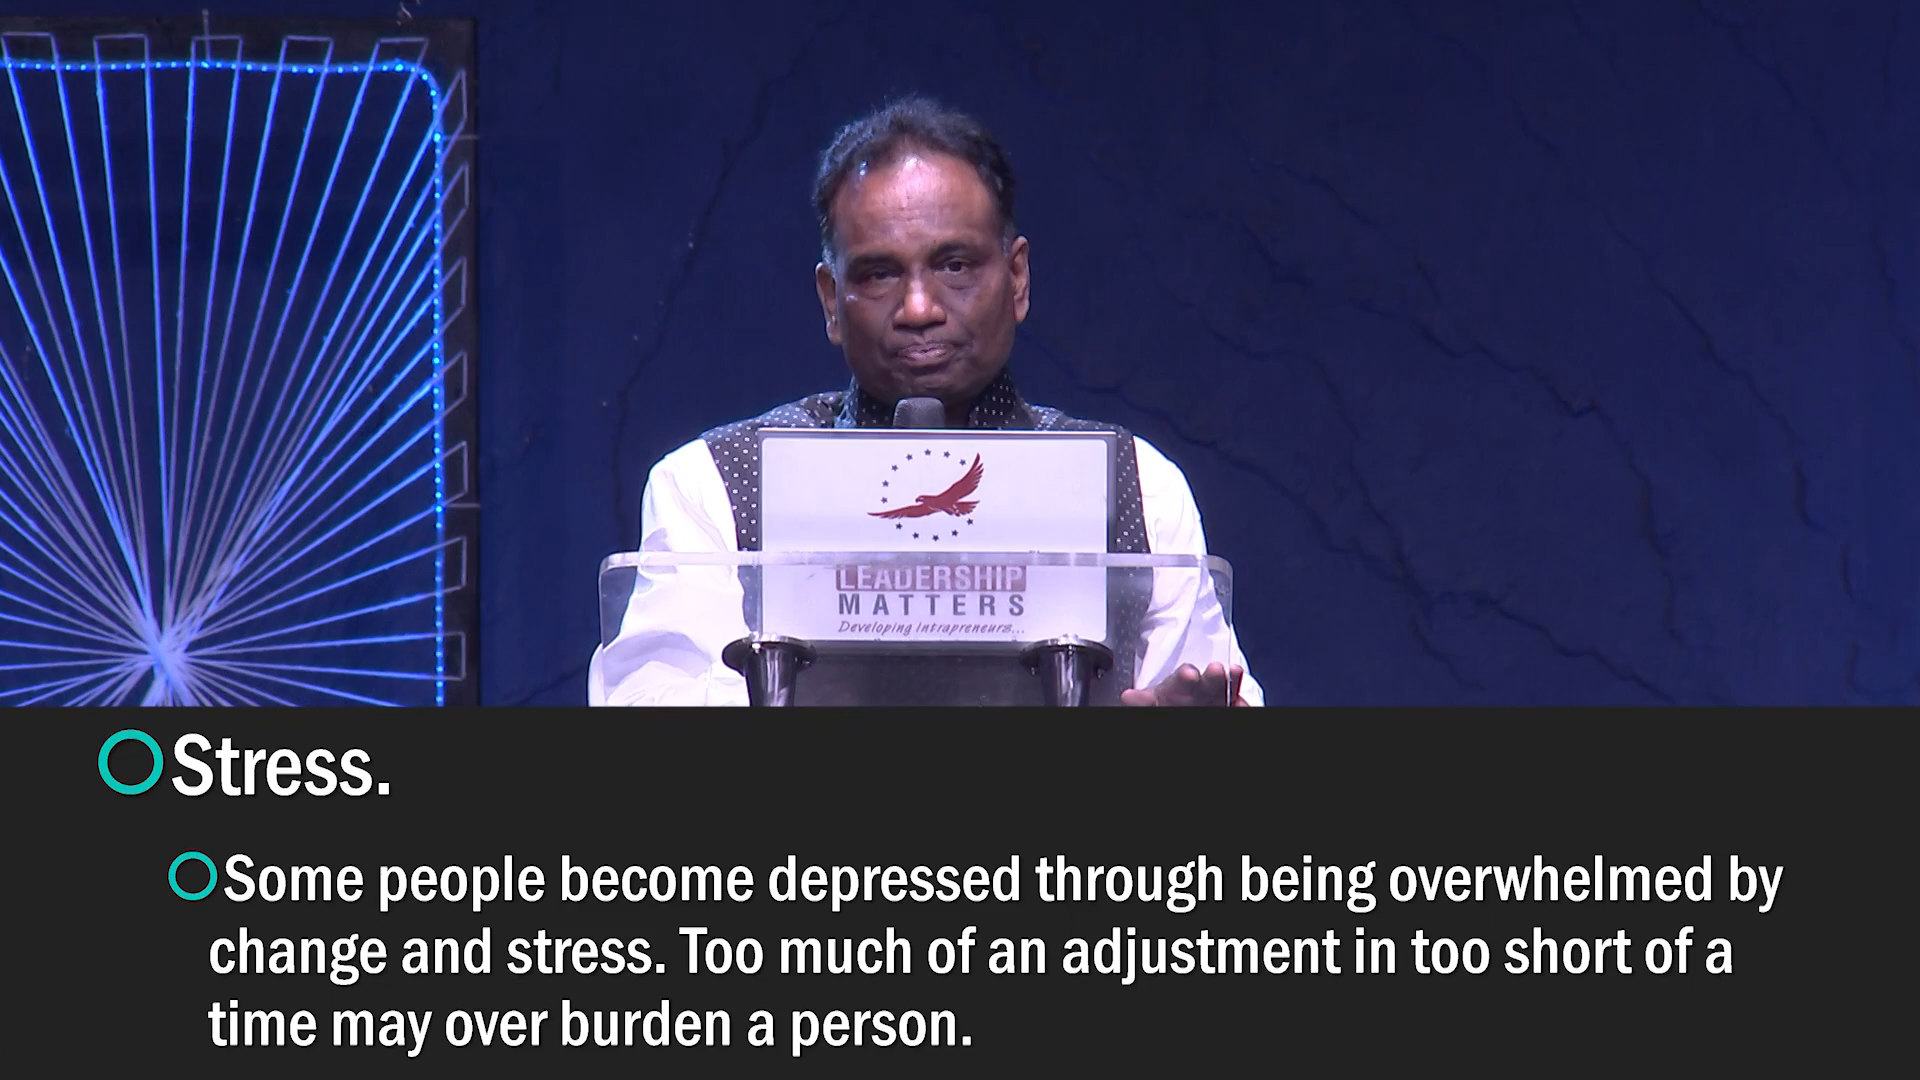 LEADERSHIP
MATTERS
Developing intrapreneurs...
Stress.
Some people become depressed through being overwhelmed by
change and stress. Too much of an adjustment in too short of a
time may over burden a person.